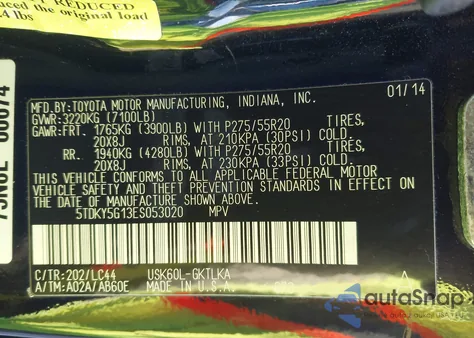 REDUCED
ced the original load
.4 lbs
MFD.BY:TOYOTA MOTOR MANUFACTURING, INDIANA, INC. 01/14
GVWR:3220KG (7100LB)
GAWR:FRT. 1765KG (3900LB) WITH P275/55R20 TIRES,
20X8J RIMS, AT 210KPA (30PSI) COLD.
RR. 1940KG (4280LB) WITH P275/55R20 TIRES,
20X8J RIMS, AT 230KPA (33PSI) COLD.
THIS VEHICLE CONFORMS TO ALL APPLICABLE FEDERAL MOTOR
VEHICLE SAFETY AND THEFT PREVENTION STANDARDS IN EFFECT ON
THE DATE OF MANUFACTURE SHOWN ABOVE.
5TDKY5G13ES053020 MPV
C/TR:202/LC44 USK60L-GKTLKA A
A/TM:A02A/AB60E MADE IN U.S.A.
autoSnap